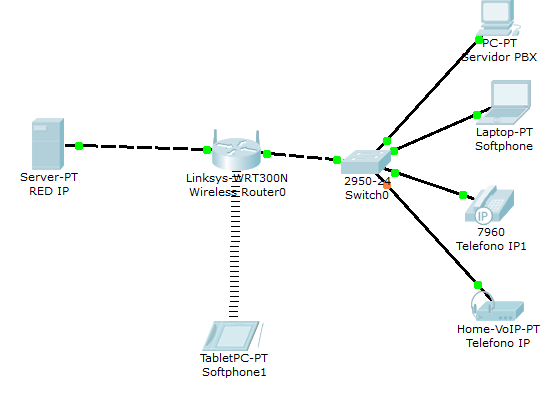 PC-PT
Servidor PBX
Laptop-PT
Softphone
Server-PT
RED IP
Linksys-WRT300N
Wireless Router0
2950-24
Switch0
IP
7960
Telefono IP1
Home-VoIP-PT
Telefono IP
TabletPC-PT
Softphone1